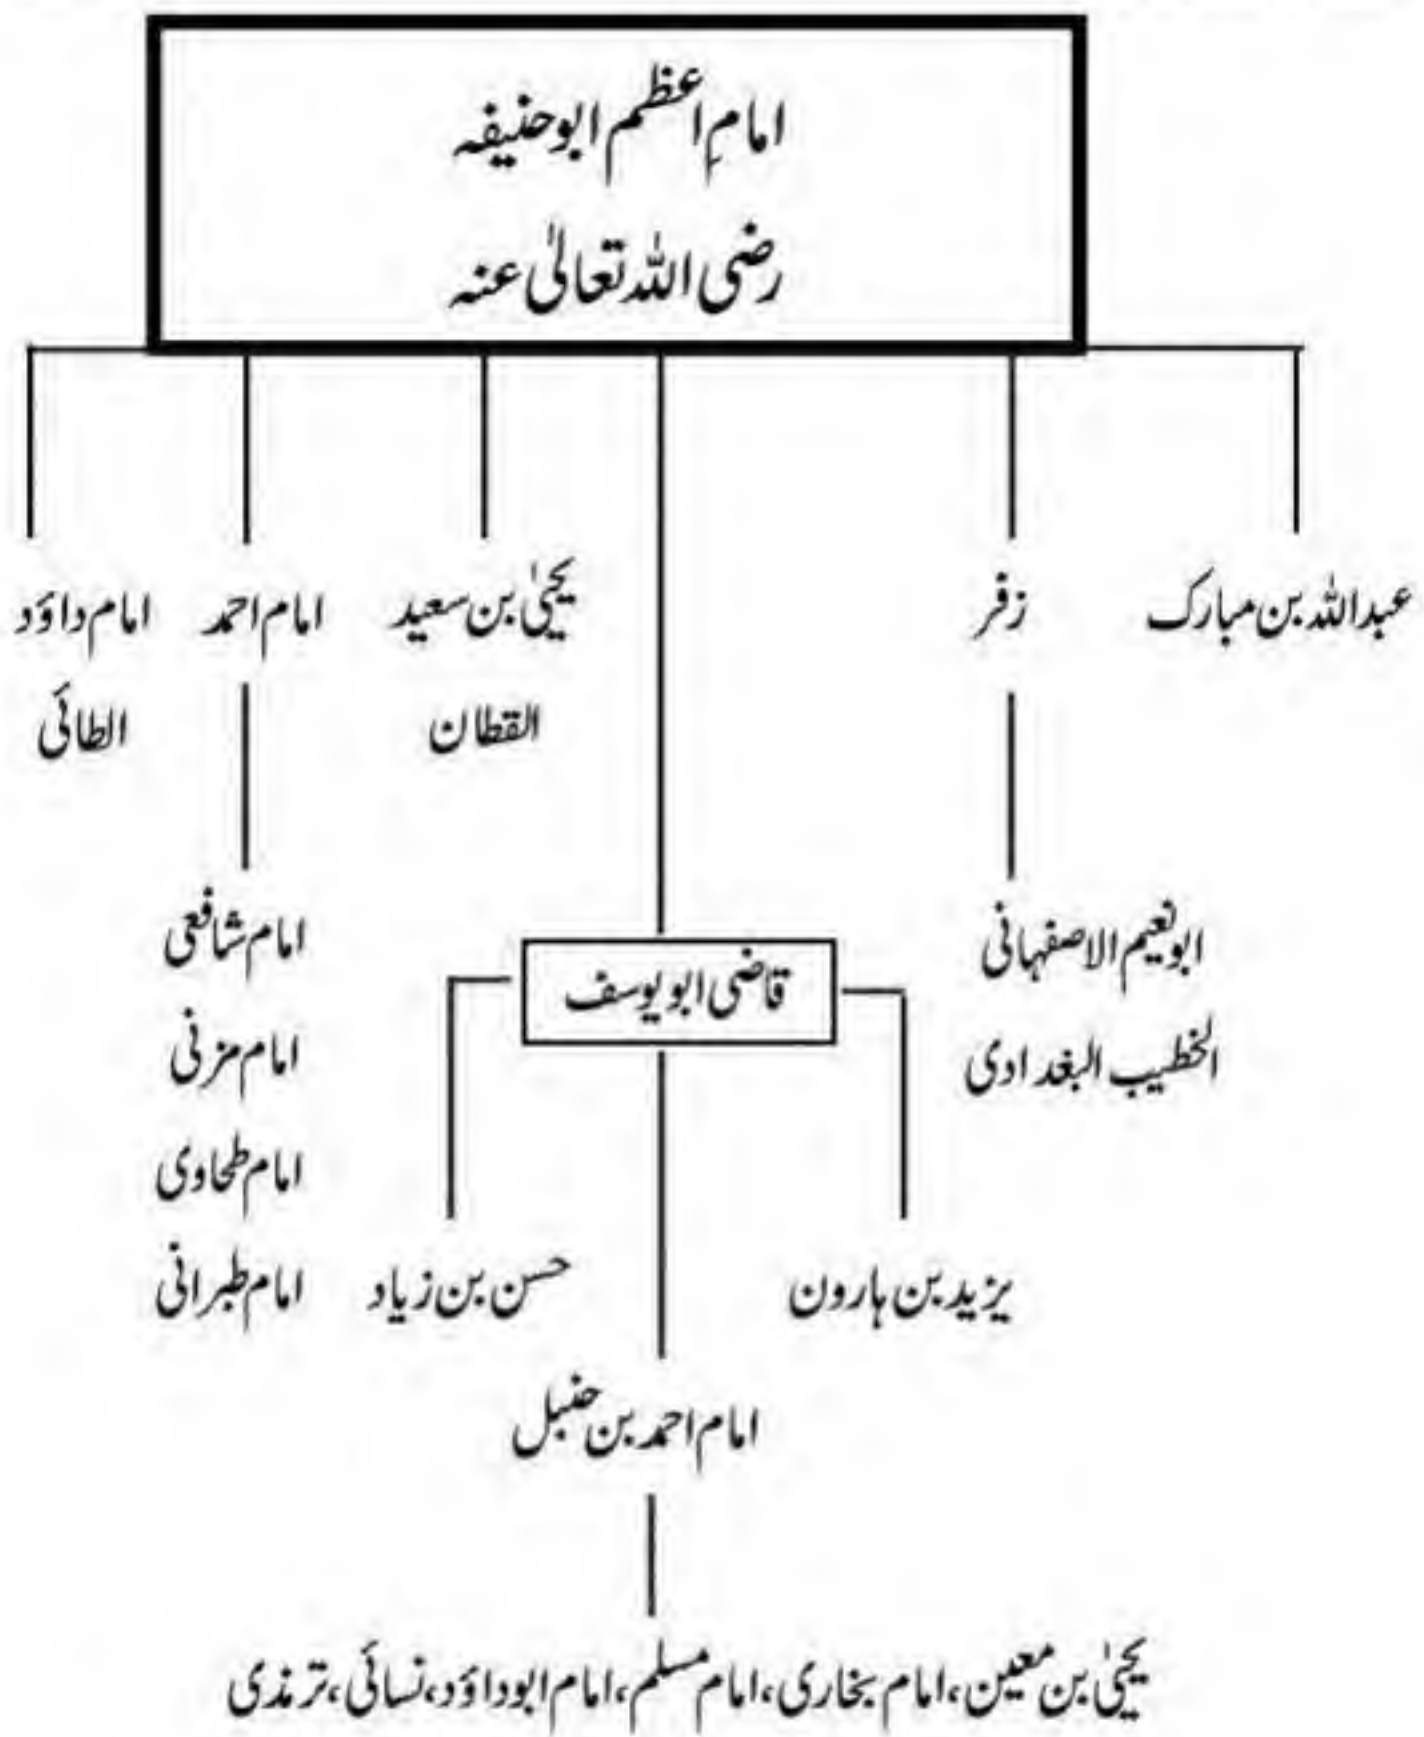 امامِ اعظم ابوحنیفہ
رضی اللہ تعالیٰ عنہ
عبداللہ بن مبارک
زفر
یحییٰ بن سعید
القطان
امام احمد
امام داؤد
الطائی
ابونعیم الاصفہانی
الخطیب البغدادی
قاضی ابو یوسف
امام شافعی
امام مزنی
امام طحاوی
امام طبرانی
یزید بن ہارون
حسن بن زیاد
امام احمد بن حنبل
یحییٰ بن معین، امام بخاری، امام مسلم، امام ابوداؤد، نسائی، ترمذی